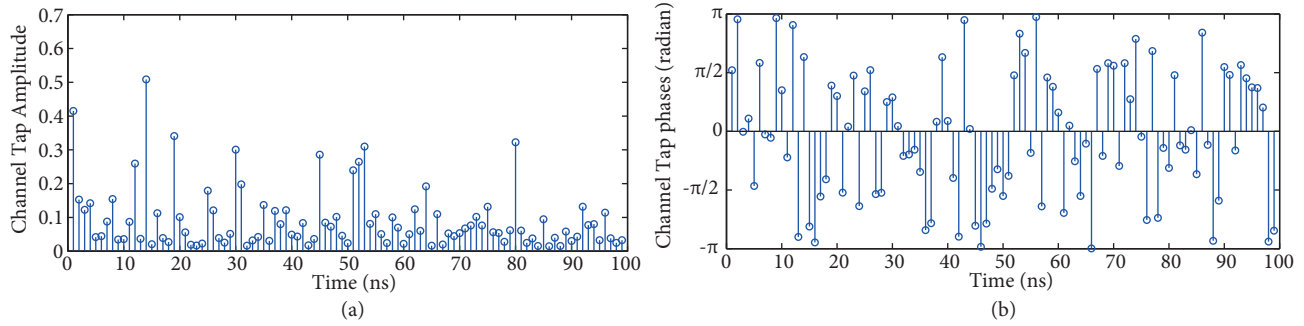 Channel Tap Amplitude
0.7
0.6
0.5
0.4
0.3
0.2
0.1
0
0 10 20 30 40 50 60 70 80 90 100
Time (ns)
(a)
Channel Tap phases (radian)
π
π/2
0
-π/2
-π
0 10 20 30 40 50 60 70 80 90 100
Time (ns)
(b)